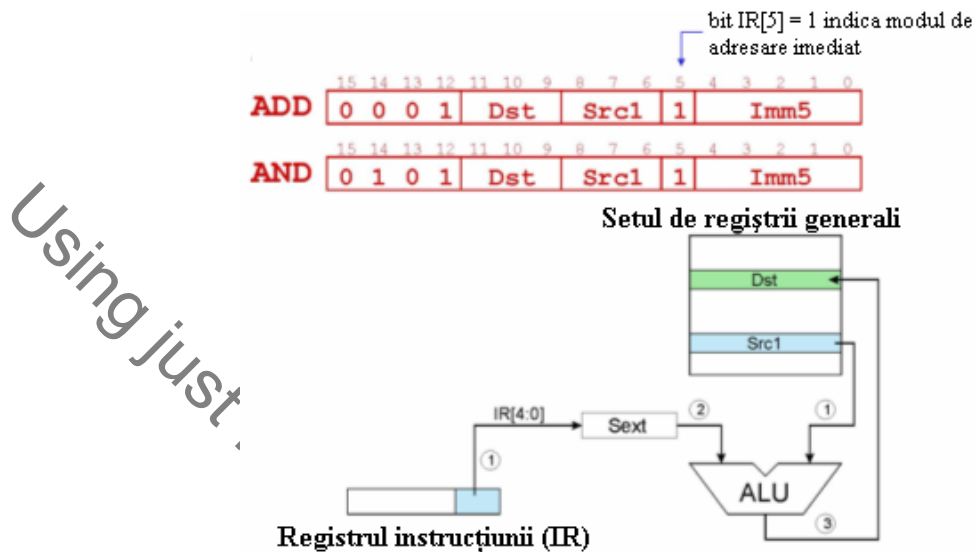 bit IR[5] = 1 indica modul de
adresare imediat
15 14 13 12 11 10 9 8 7 6 5 4 3 2 1 0
ADD 0 0 0 1 Dst Src1 1 Imm5
15 14 13 12 11 10 9 8 7 6 5 4 3 2 1 0
AND 0 1 0 1 Dst Src1 1 Imm5
Using just
Setul de regiştrii generali
Dst
Src1
IR[4:0]
Sext
2
1
1
ALU
3
Registrul instrucţiunii (IR)